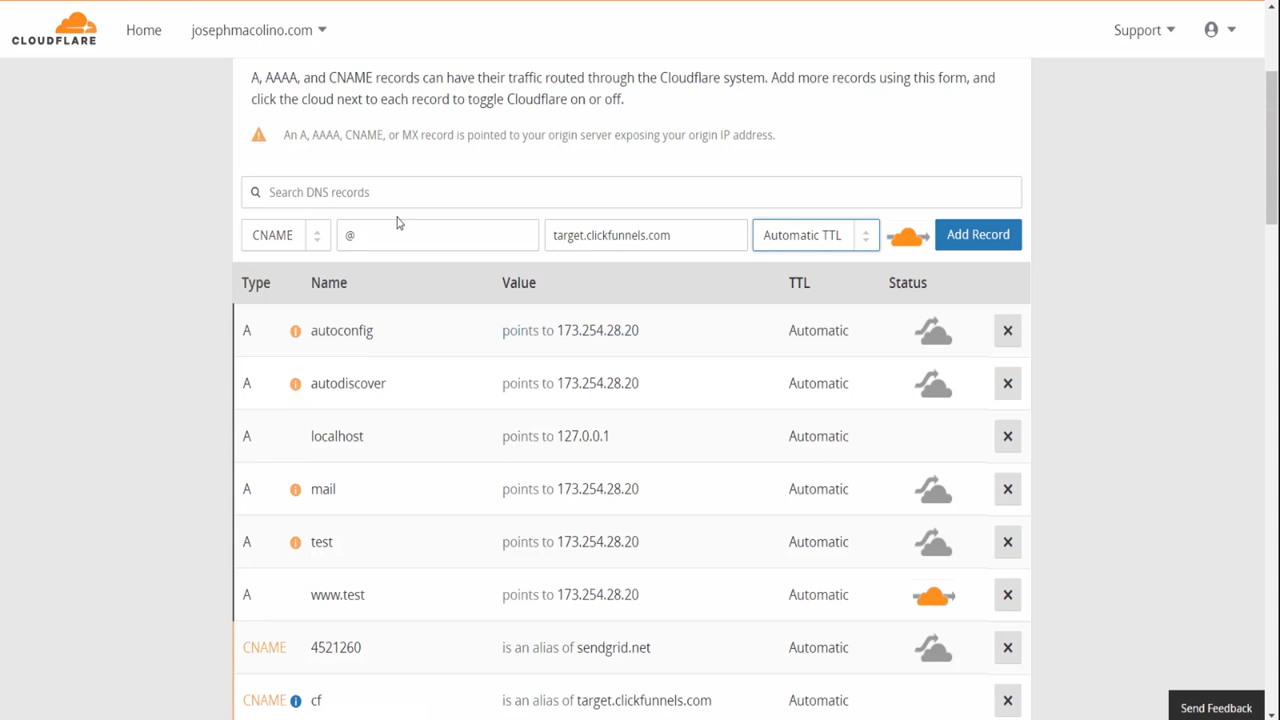 CLOUDFLARE
Home
josephmacolino.com
Support
A, AAAA, and CNAME records can have their traffic routed through the Cloudflare system. Add more records using this form, and
click the cloud next to each record to toggle Cloudflare on or off.
An A, AAAA, CNAME, or MX record is pointed to your origin server exposing your origin IP address.
Search DNS records
CNAME @ target.clickfunnels.com Automatic TTL Add Record
Type Name Value TTL Status
A autoconfig points to 173.254.28.20 Automatic
A autodiscover points to 173.254.28.20 Automatic
A localhost points to 127.0.0.1 Automatic
A mail points to 173.254.28.20 Automatic
A test points to 173.254.28.20 Automatic
A www.test points to 173.254.28.20 Automatic
CNAME 4521260 is an alias of sendgrid.net Automatic
CNAME cf is an alias of target.clickfunnels.com Automatic
Send Feedback